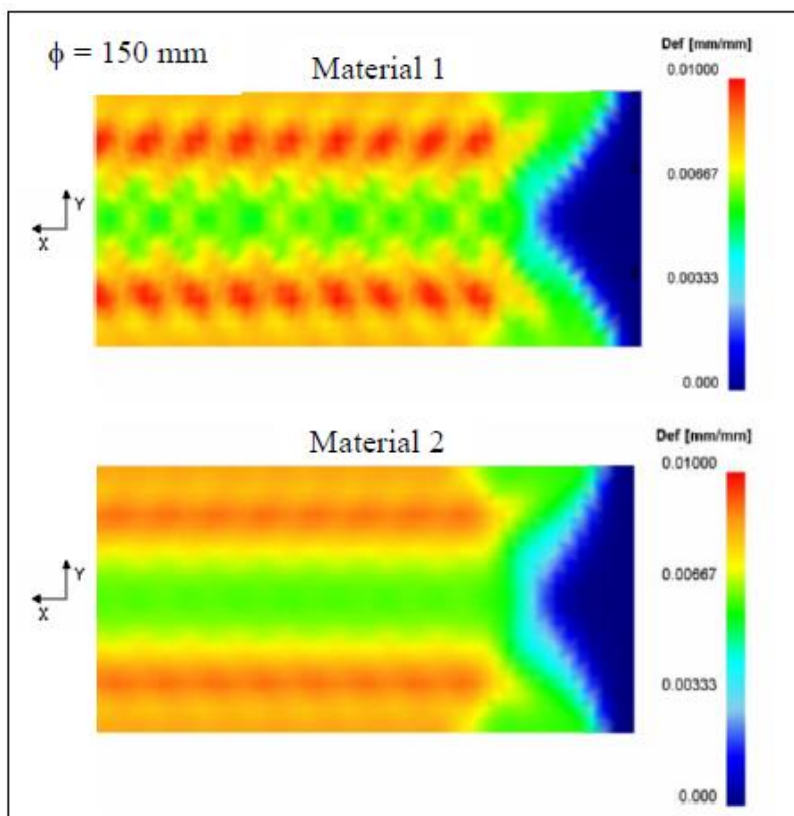 ϕ = 150 mm
Material 1
Def [mm/mm]
0.01000
0.00667
0.00333
0.000
Y
X
Material 2
Def [mm/mm]
0.01000
0.00667
0.00333
0.000
Y
X